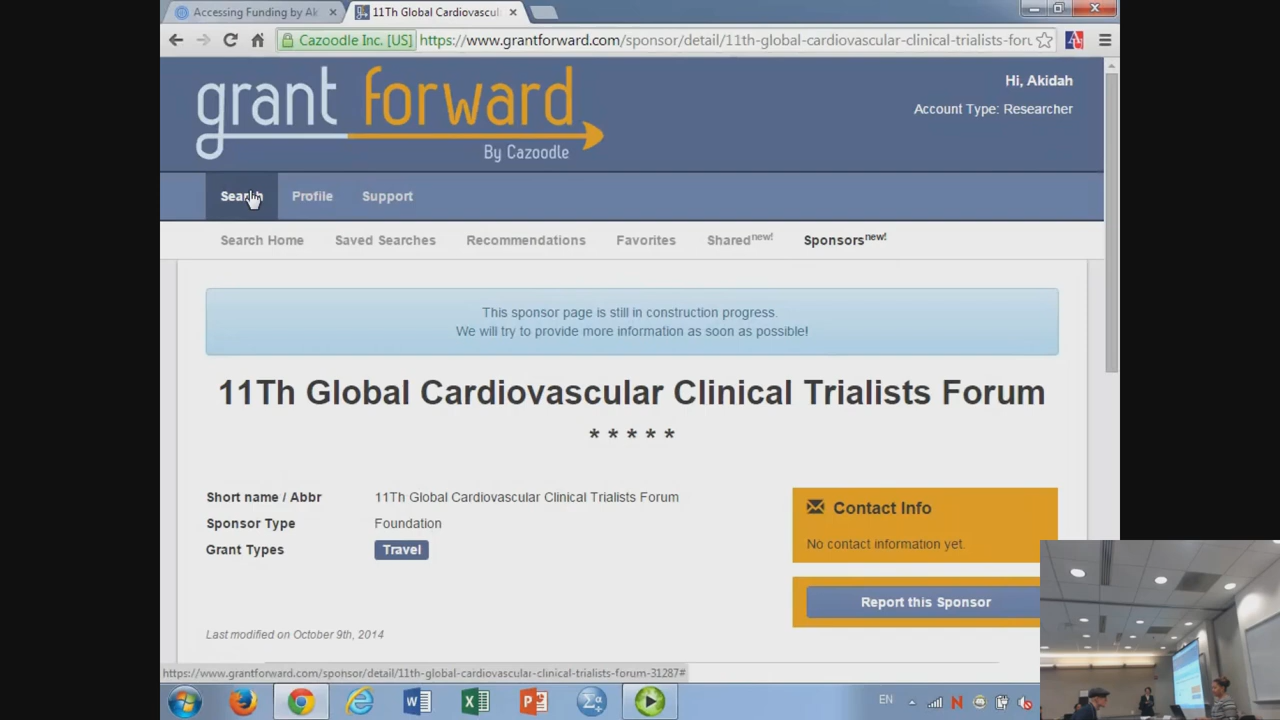 Accessing Funding by Ak
11Th Global Cardiovascul
Cazoodle Inc. [US]
https://www.grantforward.com/sponsor/detail/11th-global-cardiovascular-clinical-trialists-foru
grant forward
By Cazoodle
Hi, Akidah
Account Type: Researcher
Search
Profile
Support
Search Home
Saved Searches
Recommendations
Favorites
Shared new!
Sponsors new!
This sponsor page is still in construction progress.
We will try to provide more information as soon as possible!
11Th Global Cardiovascular Clinical Trialists Forum
* * * * *
Short name / Abbr
11Th Global Cardiovascular Clinical Trialists Forum
Sponsor Type
Foundation
Grant Types
Travel
Contact Info
No contact information yet.
Report this Sponsor
Last modified on October 9th, 2014
https://www.grantforward.com/sponsor/detail/11th-global-cardiovascular-clinical-trialists-forum-31287#
EN